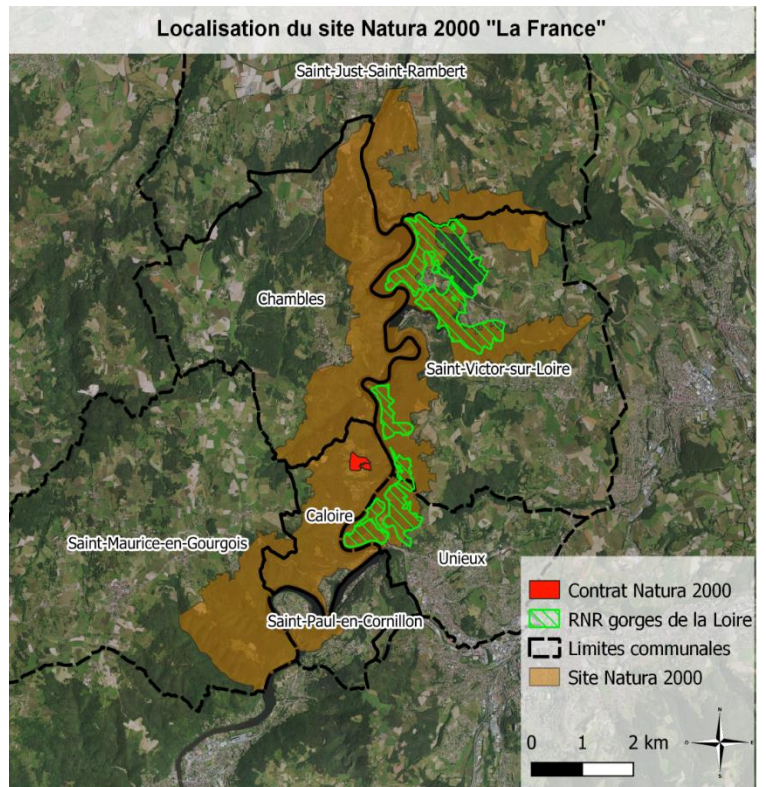 Localisation du site Natura 2000 "La France"
Saint-Just-Saint-Rambert
Chambles
Saint-Victor-sur-Loire
Caloire
Saint-Maurice-en-Gourgois
Unieux
Saint-Paul-en-Cornillon
Contrat Natura 2000
RNR gorges de la Loire
Limites communales
Site Natura 2000
0 1 2 km
N
O E
S